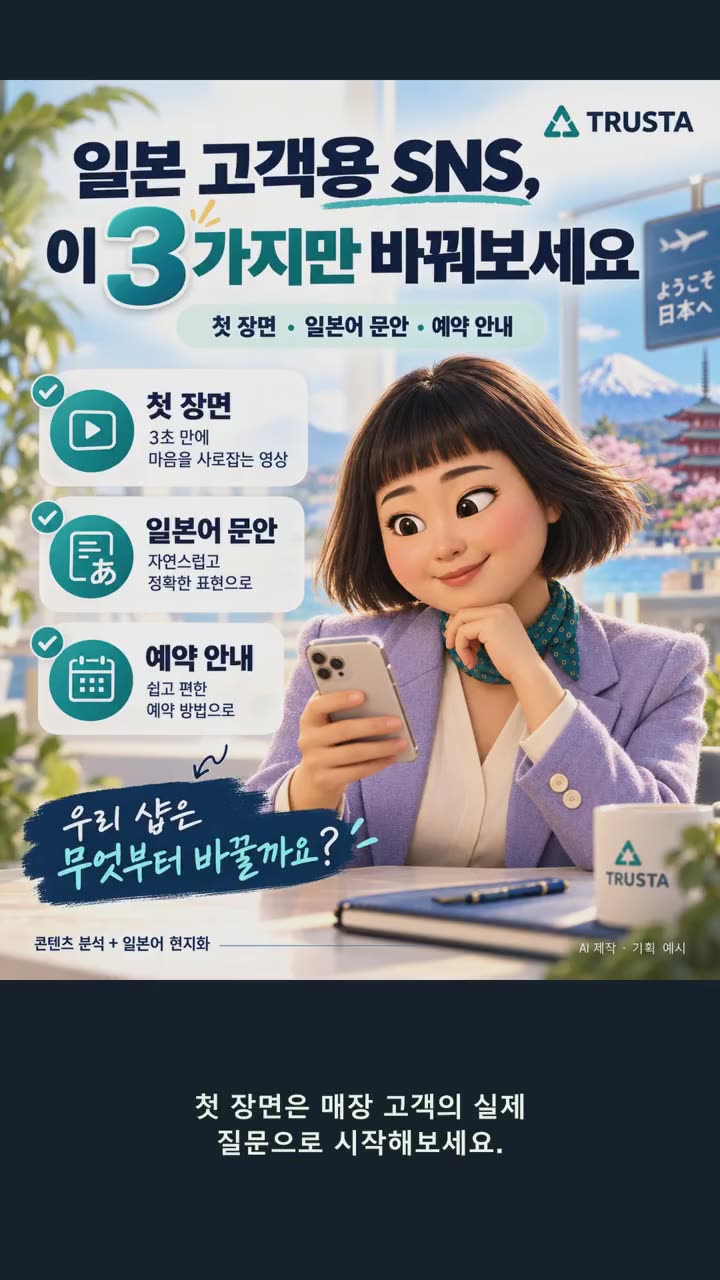 TRUSTA
일본 고객용 SNS,
이 3가지만 바꿔보세요
첫 장면 · 일본어 문안 · 예약 안내
ようこそ
日本へ
첫 장면
3초 만에
마음을 사로잡는 영상
あ
일본어 문안
자연스럽고
정확한 표현으로
예약 안내
쉽고 편한
예약 방법으로
우리 샵은
무엇부터 바꿀까요?
TRUSTA
콘텐츠 분석 + 일본어 현지화
AI 제작 · 기획 예시
첫 장면은 매장 고객의 실제
질문으로 시작해보세요.